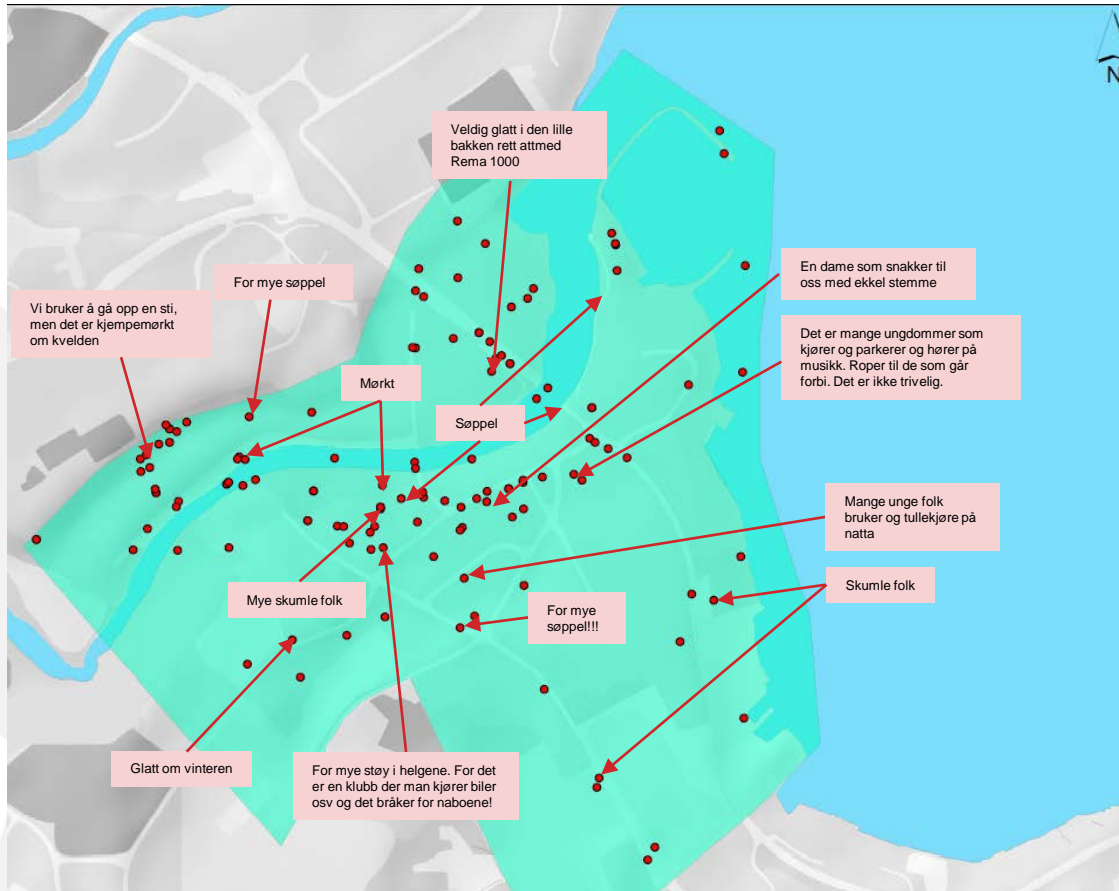 N
Veldig glatt i den lille
bakken rett attmed
Rema 1000
En dame som snakker til
oss med ekkel stemme
For mye søppel
Vi bruker å gå opp en sti,
men det er kjempemørkt
om kvelden
Det er mange ungdommer som
kjører og parkerer og hører på
musikk. Roper til de som går
forbi. Det er ikke trivelig.
Mørkt
Søppel
Mange unge folk
bruker og tullekjøre på
natta
Mye skumle folk
Skumle folk
For mye
søppel!!!
Glatt om vinteren
For mye støy i helgene. For det
er en klubb der man kjører biler
osv og det bråker for naboene!